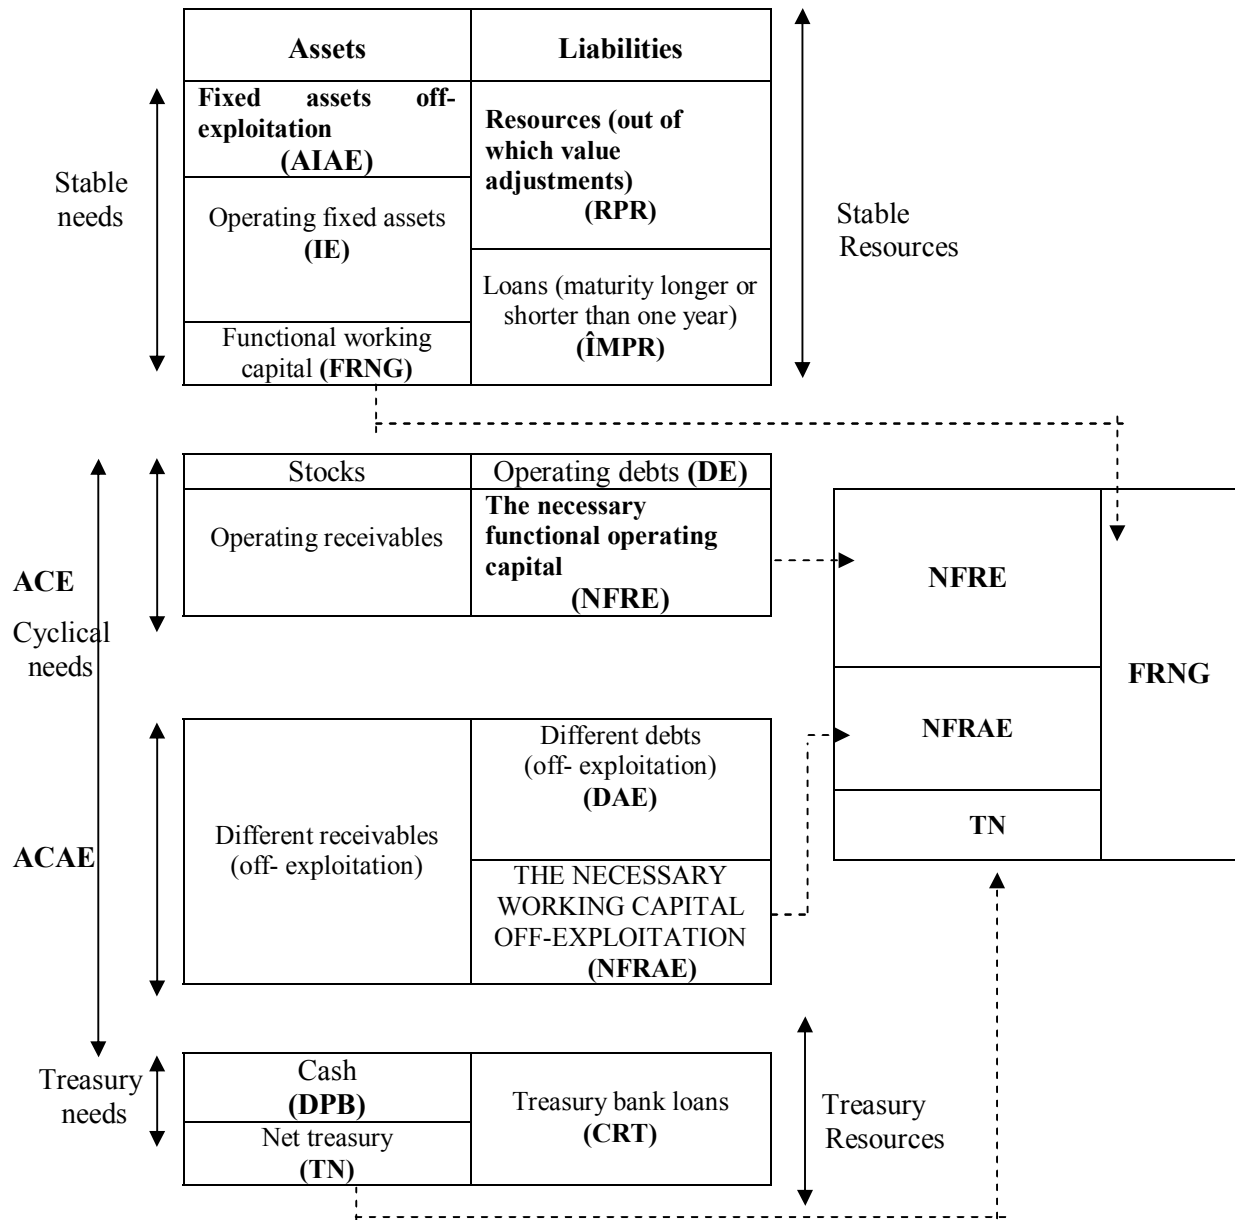 Assets
Liabilities
Fixed assets off-
exploitation
(AIAE)
Resources (out of
which value
adjustments)
(RPR)
Stable
needs
Operating fixed assets
(IE)
Stable
Resources
Loans (maturity longer or
shorter than one year)
(ÎMPR)
Functional working
capital (FRNG)
Stocks
Operating debts (DE)
Operating receivables
The necessary
functional operating
capital
(NFRE)
ACE
Cyclical
needs
NFRE
FRNG
NFRAE
TN
Different debts
(off- exploitation)
(DAE)
Different receivables
(off- exploitation)
ACAE
THE NECESSARY
WORKING CAPITAL
OFF-EXPLOITATION
(NFRAE)
Treasury
needs
Cash
(DPB)
Net treasury
(TN)
Treasury bank loans
(CRT)
Treasury
Resources